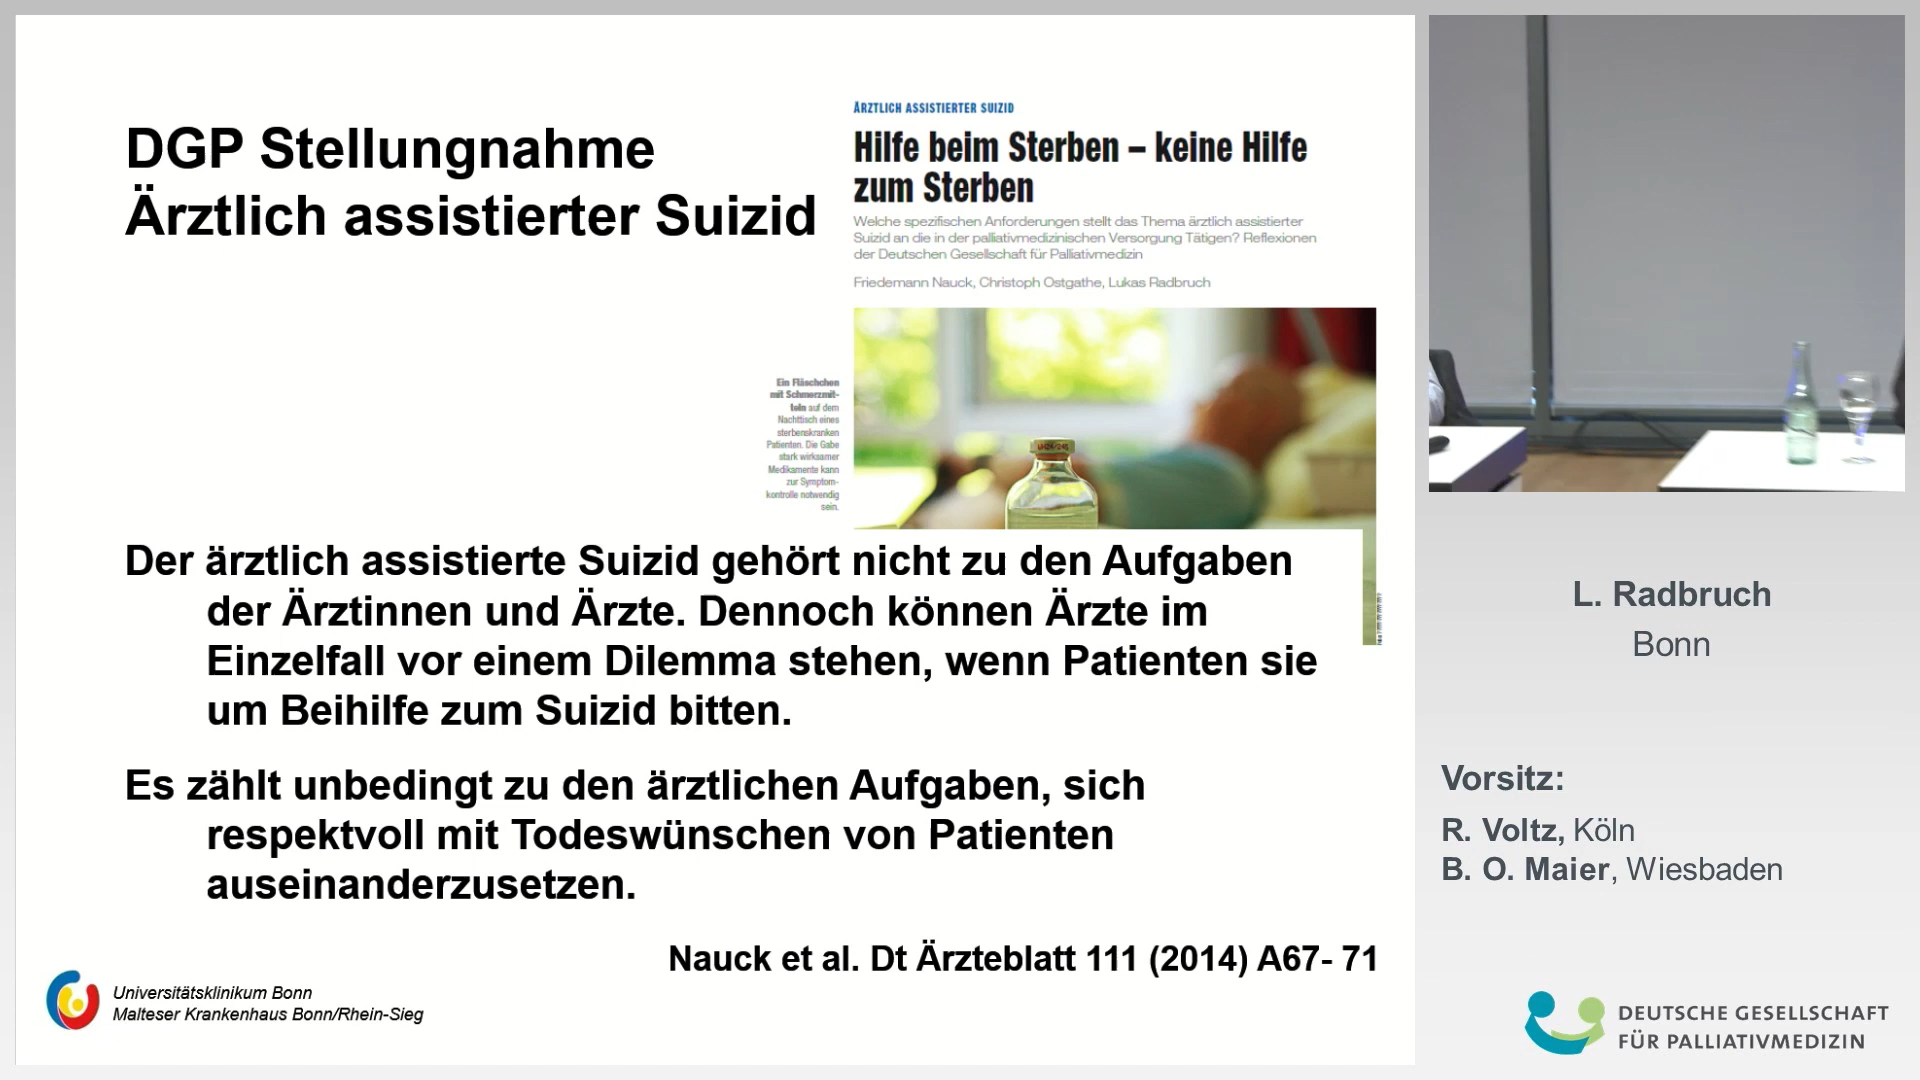 DGP Stellungnahme
Ärztlich assistierter Suizid
ÄRZTLICH ASSISTIERTER SUIZID
Hilfe beim Sterben – keine Hilfe
zum Sterben
Welche spezifischen Anforderungen stellt das Thema ärztlich assistierter
Suizid an die in der palliativmedizinischen Versorgung Tätigen? Reflexionen
der Deutschen Gesellschaft für Palliativmedizin
Friedemann Nauck, Christoph Ostgathe, Lukas Radbruch
Ein Fläschchen
mit Schmerzmit-
teln auf dem
Nachttisch eines
sterbenskranken
Patienten. Die Gabe
stark wirksamer
Medikamente kann
zur Symptom-
kontrolle notwendig
sein.
Der ärztlich assistierte Suizid gehört nicht zu den Aufgaben
der Ärztinnen und Ärzte. Dennoch können Ärzte im
Einzelfall vor einem Dilemma stehen, wenn Patienten sie
um Beihilfe zum Suizid bitten.
Es zählt unbedingt zu den ärztlichen Aufgaben, sich
respektvoll mit Todeswünschen von Patienten
auseinanderzusetzen.
Nauck et al. Dt Ärzteblatt 111 (2014) A67- 71
Universitätsklinikum Bonn
Malteser Krankenhaus Bonn/Rhein-Sieg
L. Radbruch
Bonn
Vorsitz:
R. Voltz, Köln
B. O. Maier, Wiesbaden
DEUTSCHE GESELLSCHAFT
FÜR PALLIATIVMEDIZIN